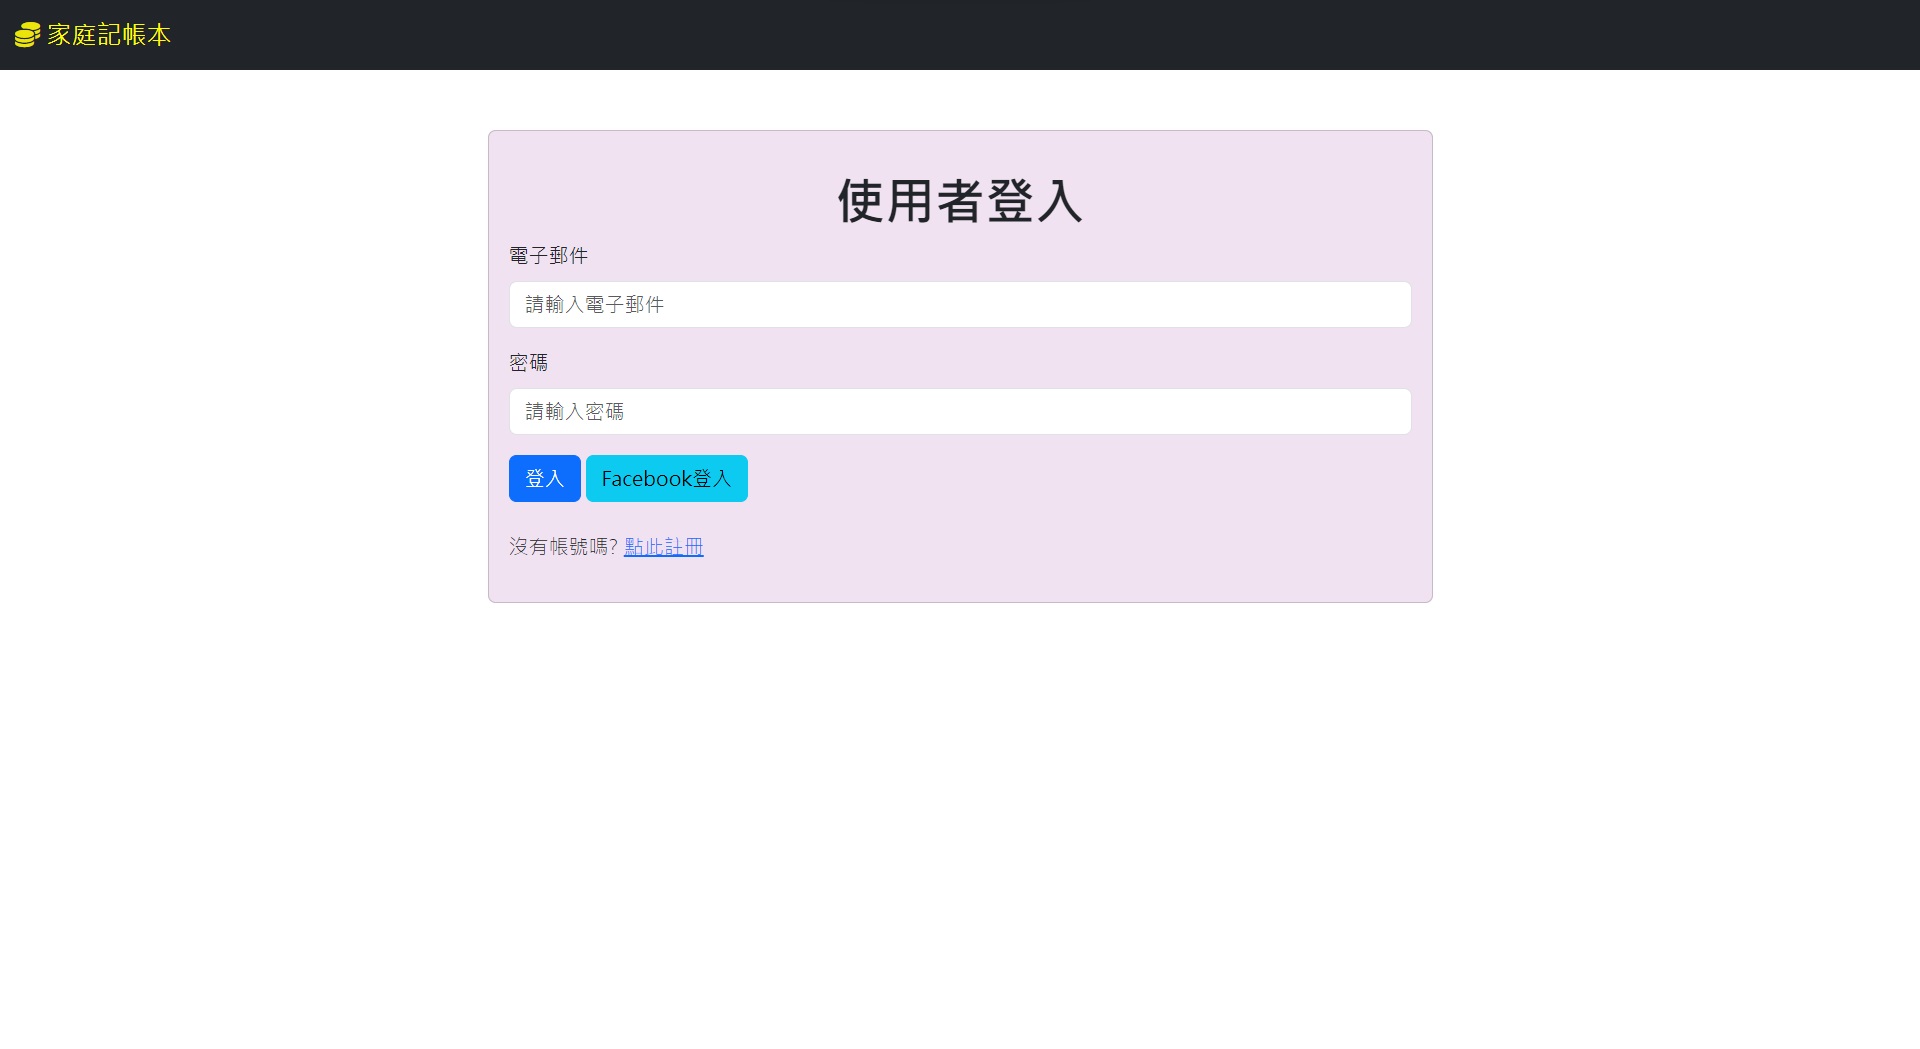 家庭記帳本
使用者登入
電子郵件
請輸入電子郵件
密碼
請輸入密碼
登入 Facebook登入
沒有帳號嗎? 點此註冊